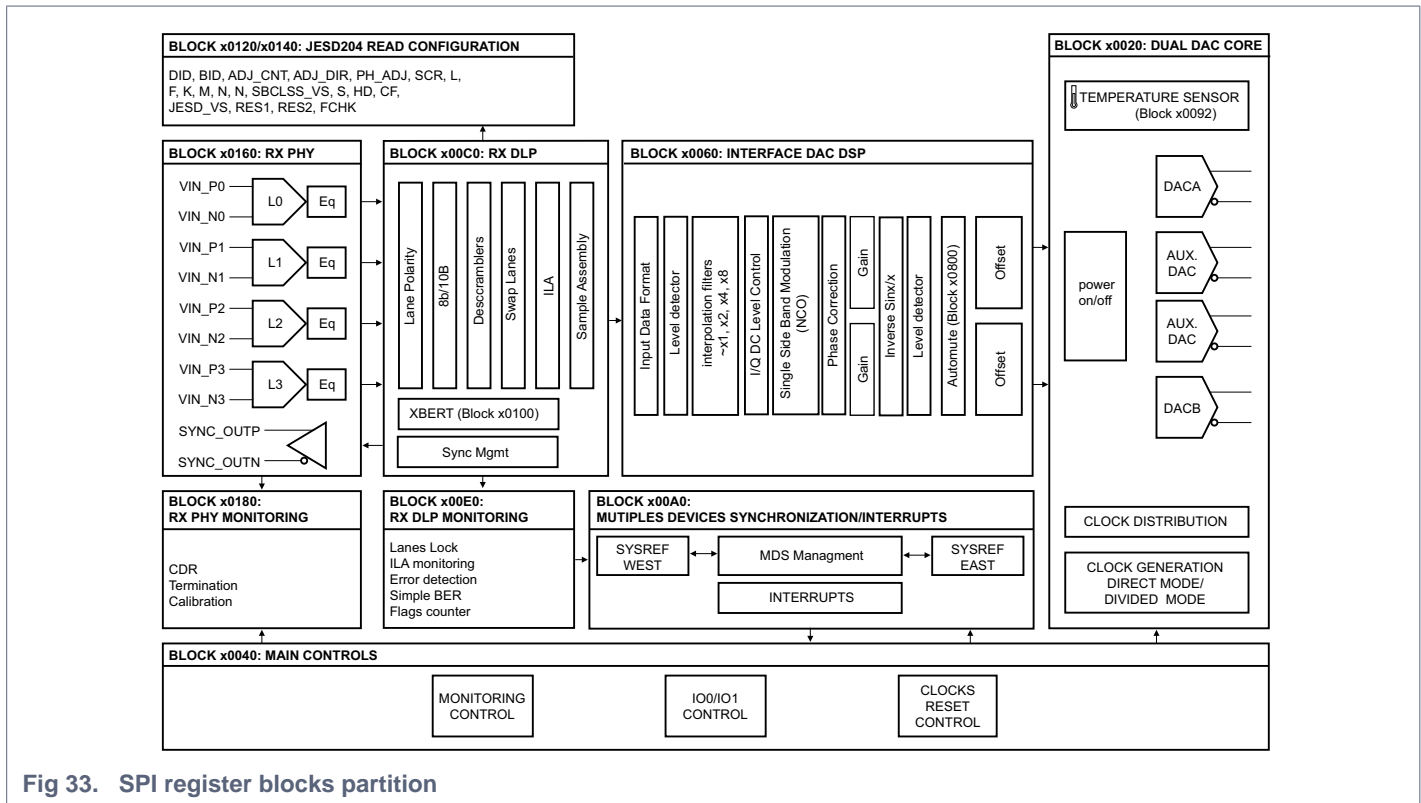 BLOCK x0120/x0140: JESD204 READ CONFIGURATION
DID, BID, ADJ_CNT, ADJ_DIR, PH_ADJ, SCR, L,
F, K, M, N, N, SBCLSS_VS, S, HD, CF,
JESD_VS, RES1, RES2, FCHK
BLOCK x0160: RX PHY
VIN_P0
VIN_N0
L0
Eq
VIN_P1
VIN_N1
L1
Eq
VIN_P2
VIN_N2
L2
Eq
VIN_P3
VIN_N3
L3
Eq
SYNC_OUTP
SYNC_OUTN
BLOCK x00C0: RX DLP
Lane Polarity
8b/10B
Desccramblers
Swap Lanes
ILA
Sample Assembly
XBERT (Block x0100)
Sync Mgmt
BLOCK x0060: INTERFACE DAC DSP
Input Data Format
Level detector
interpolation filters
~x1, x2, x4, x8
I/Q DC Level Control
Single Side Band Modulation
(NCO)
Phase Correction
Gain
Gain
Inverse Sinx/x
Level detector
Automute (Block x0800)
Offset
Offset
BLOCK x0020: DUAL DAC CORE
TEMPERATURE SENSOR
(Block x0092)
power
on/off
DACA
AUX.
DAC
AUX.
DAC
DACB
CLOCK DISTRIBUTION
CLOCK GENERATION
DIRECT MODE/
DIVIDED MODE
BLOCK x0180:
RX PHY MONITORING
CDR
Termination
Calibration
BLOCK x00E0:
RX DLP MONITORING
Lanes Lock
ILA monitoring
Error detection
Simple BER
Flags counter
BLOCK x00A0:
MUTIPLES DEVICES SYNCHRONIZATION/INTERRUPTS
SYSREF
WEST
MDS Managment
SYSREF
EAST
INTERRUPTS
BLOCK x0040: MAIN CONTROLS
MONITORING
CONTROL
IO0/IO1
CONTROL
CLOCKS
RESET
CONTROL
Fig 33. SPI register blocks partition